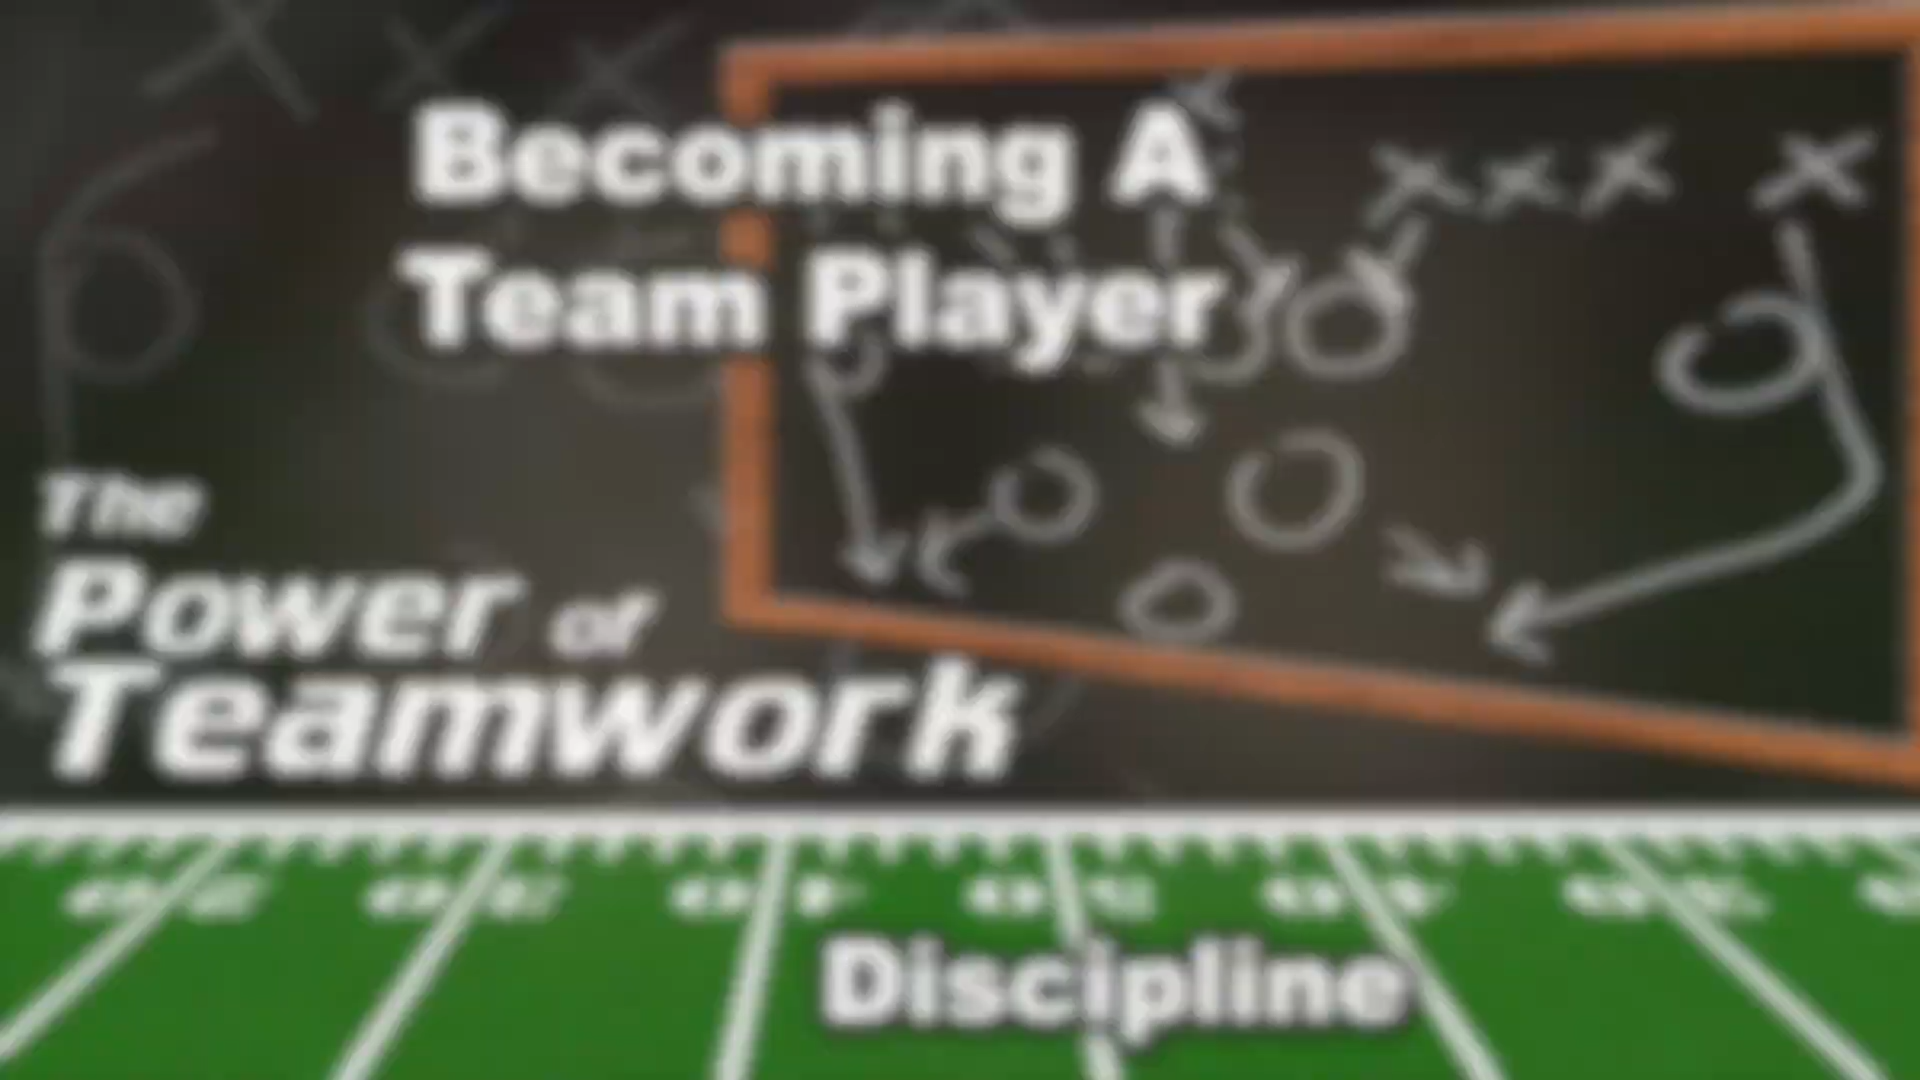 Becoming A
Team Player
The
Power of
Teamwork
Discipline